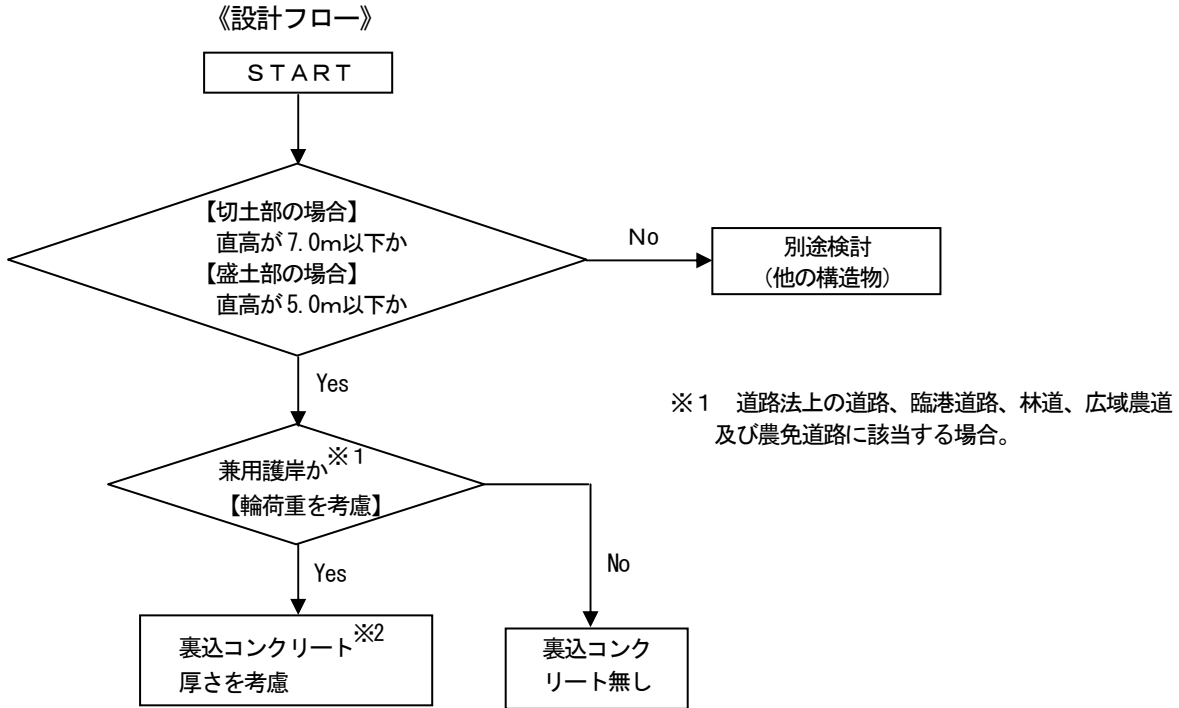 《設計フロー》
ＳＴＡＲＴ
【切土部の場合】
直高が7.0ｍ以下か
【盛土部の場合】
直高が5.0ｍ以下か
No
別途検討
（他の構造物）
Yes
※１　道路法上の道路、臨港道路、林道、広域農道
及び農免道路に該当する場合。
兼用護岸か※１
【輪荷重を考慮】
Yes
No
裏込コンクリート※2
厚さを考慮
裏込コンク
リート無し